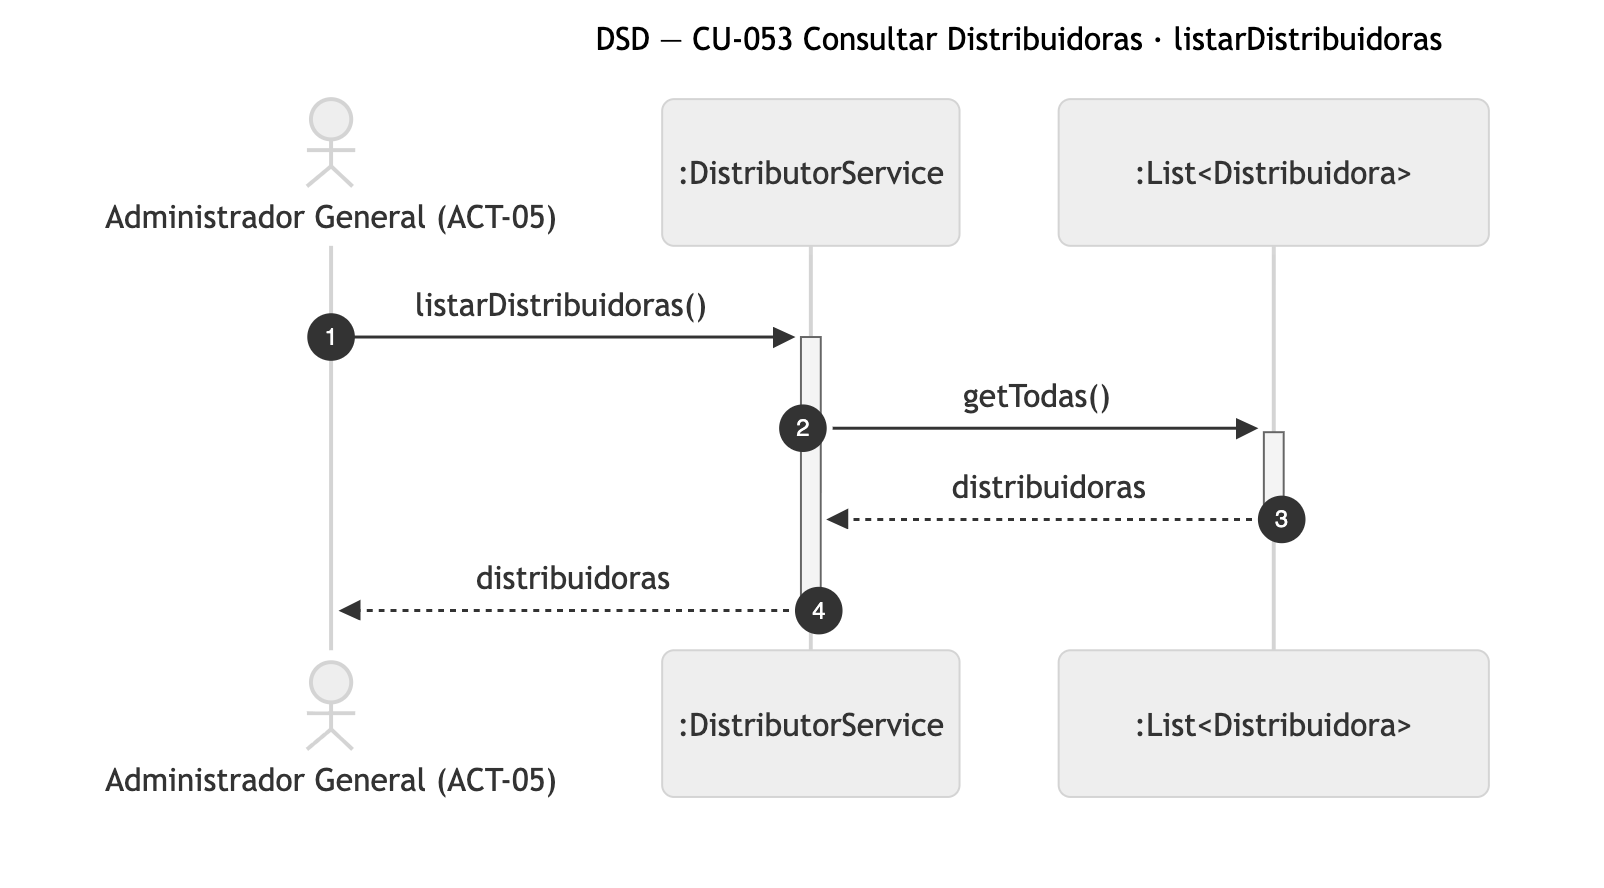 DSD — CU-053 Consultar Distribuidoras · listarDistribuidoras
Administrador General (ACT-05)
:DistributorService
:List<Distribuidora>
listarDistribuidoras()
1
getTodas()
2
distribuidoras
3
distribuidoras
4
Administrador General (ACT-05)
:DistributorService
:List<Distribuidora>